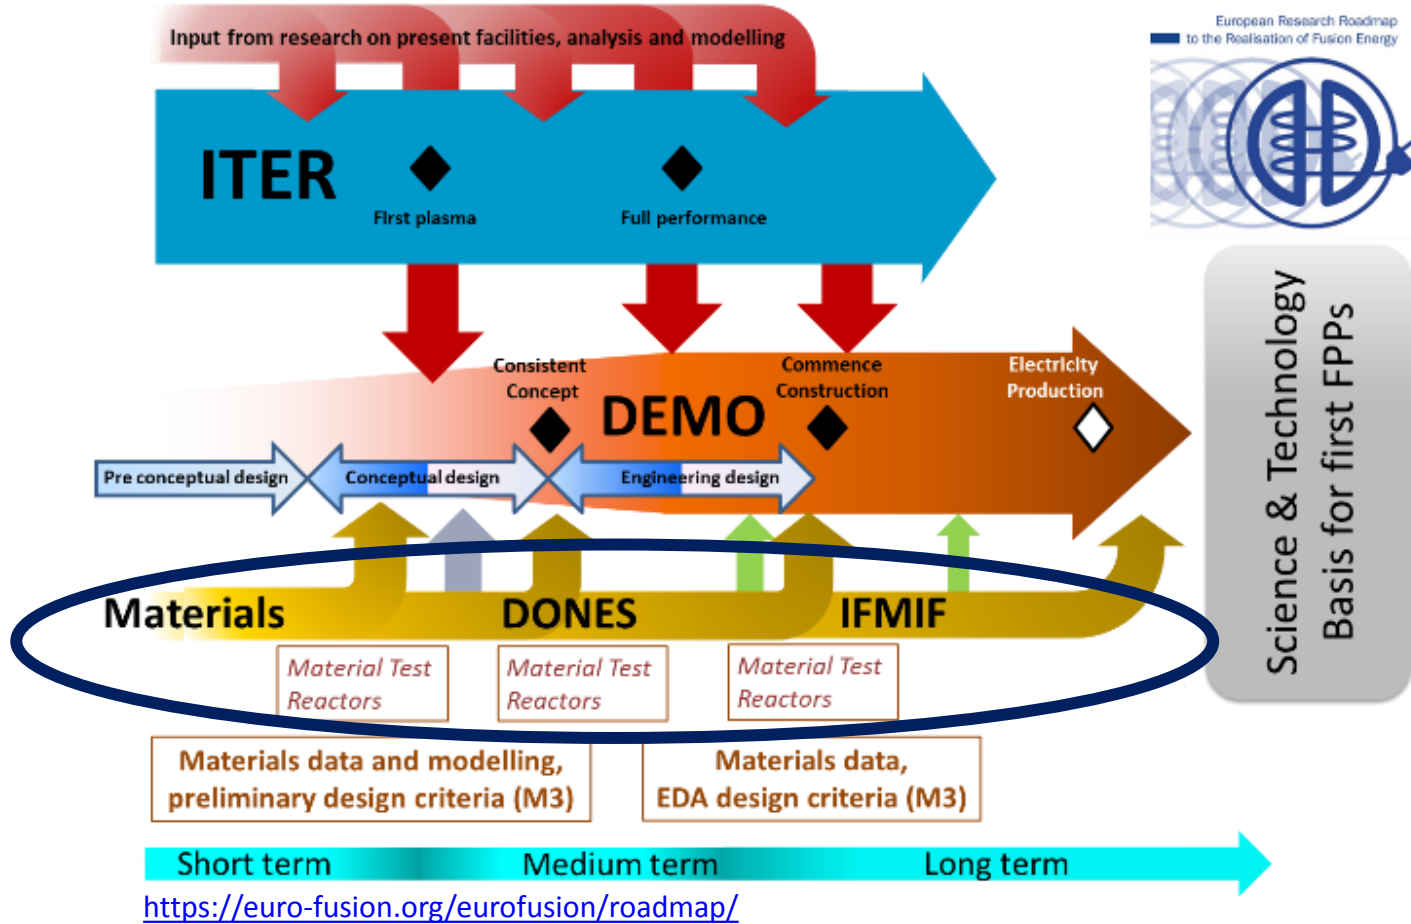 European Research Roadmap
to the Realisation of Fusion Energy
Input from research on present facilities, analysis and modelling
ITER
First plasma
Full performance
Consistent
Concept
DEMO
Commence
Construction
Electricity
Production
Pre conceptual design
Conceptual design
Engineering design
Materials
DONES
IFMIF
Material Test
Reactors
Material Test
Reactors
Material Test
Reactors
Materials data and modelling,
preliminary design criteria (M3)
Materials data,
EDA design criteria (M3)
Science & Technology
Basis for first FPPs
Short term
Medium term
Long term
https://euro-fusion.org/eurofusion/roadmap/